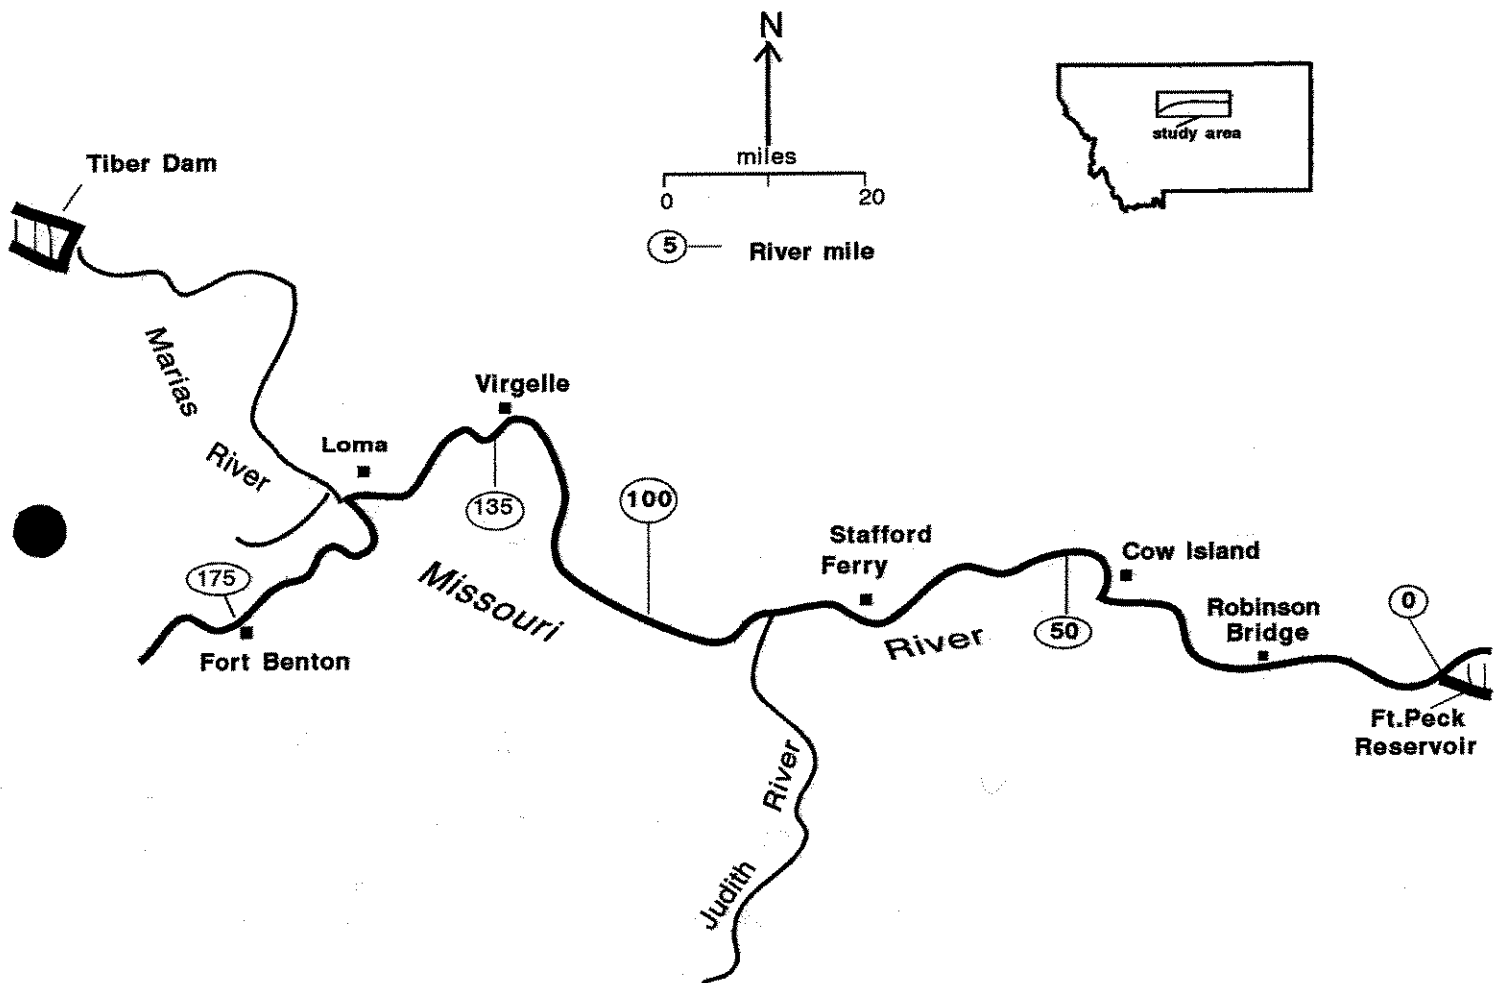 N
miles
0 20
5 River mile
study area
Tiber Dam
Marias
River
Loma
Virgelle
135
100
175
Fort Benton
Missouri
River
Stafford
Ferry
50
Cow Island
Robinson
Bridge
0
Ft.Peck
Reservoir
Judith
River